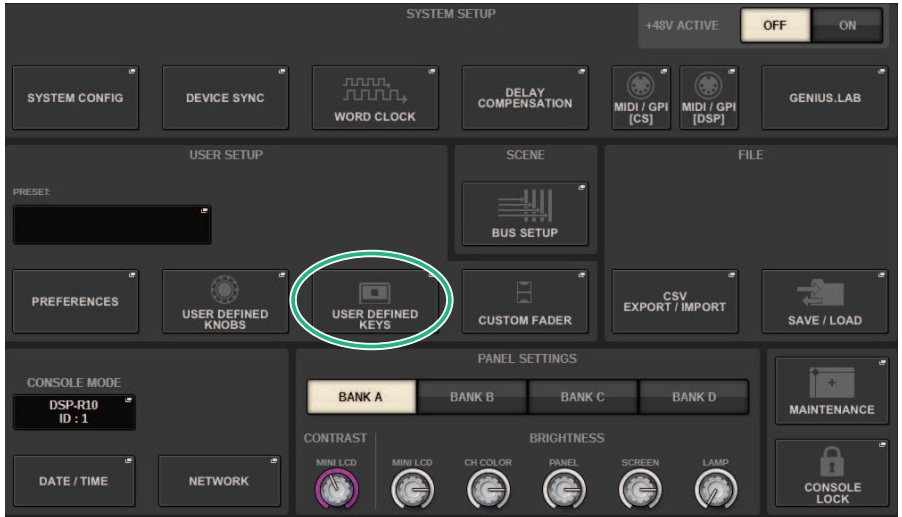 SYSTEM SETUP
+48V ACTIVE
OFF
ON
SYSTEM CONFIG
DEVICE SYNC
WORD CLOCK
DELAY
COMPENSATION
MIDI / GPI
[CS]
MIDI / GPI
[DSP]
GENIUS.LAB
USER SETUP
SCENE
FILE
PRESET:
BUS SETUP
PREFERENCES
USER DEFINED
KNOBS
USER DEFINED
KEYS
CUSTOM FADER
CSV
EXPORT / IMPORT
SAVE / LOAD
CONSOLE MODE
DSP-R10
ID : 1
DATE / TIME
NETWORK
PANEL SETTINGS
BANK A
BANK B
BANK C
BANK D
CONTRAST
BRIGHTNESS
MINI LCD
MINI LCD
CH COLOR
PANEL
SCREEN
LAMP
MAINTENANCE
CONSOLE
LOCK